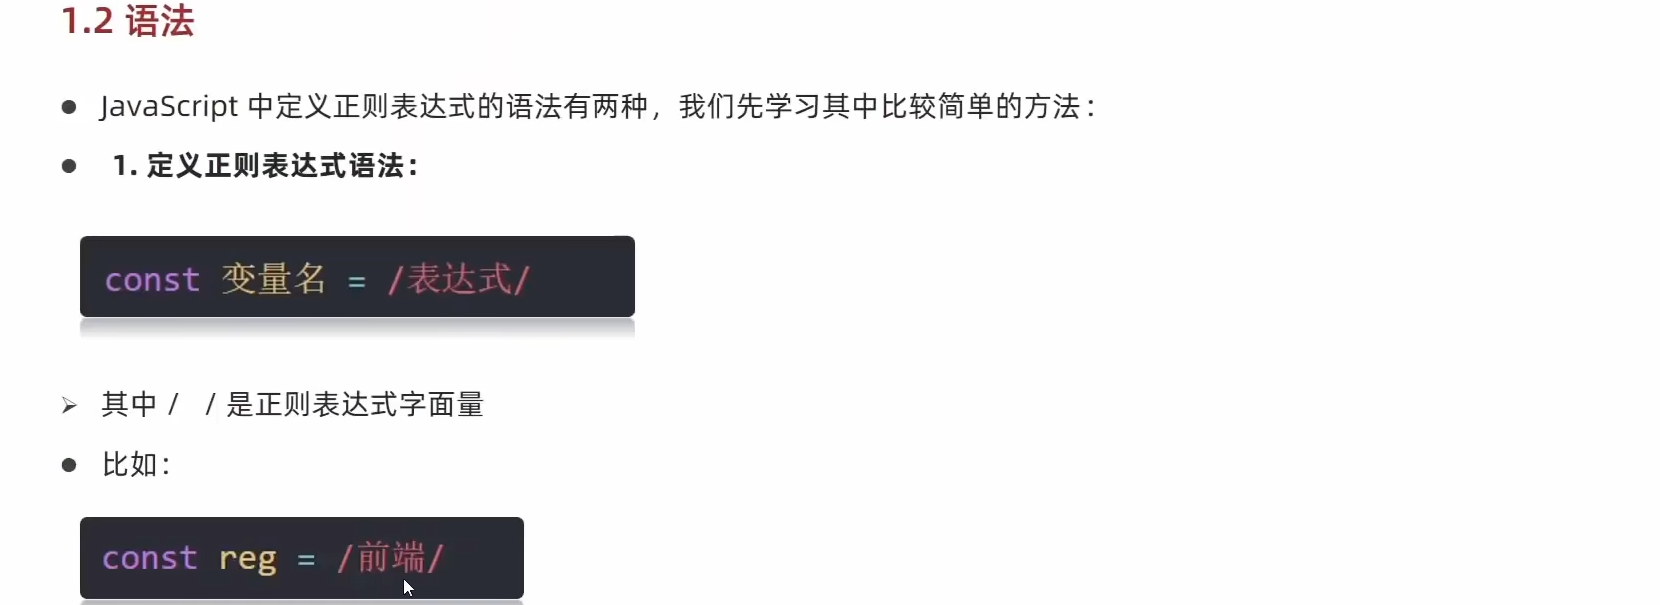 1.2 语法
JavaScript 中定义正则表达式的语法有两种，我们先学习其中比较简单的方法：
1. 定义正则表达式语法：
const 变量名 = /表达式/
其中 /   / 是正则表达式字面量
比如：
const reg = /前端/